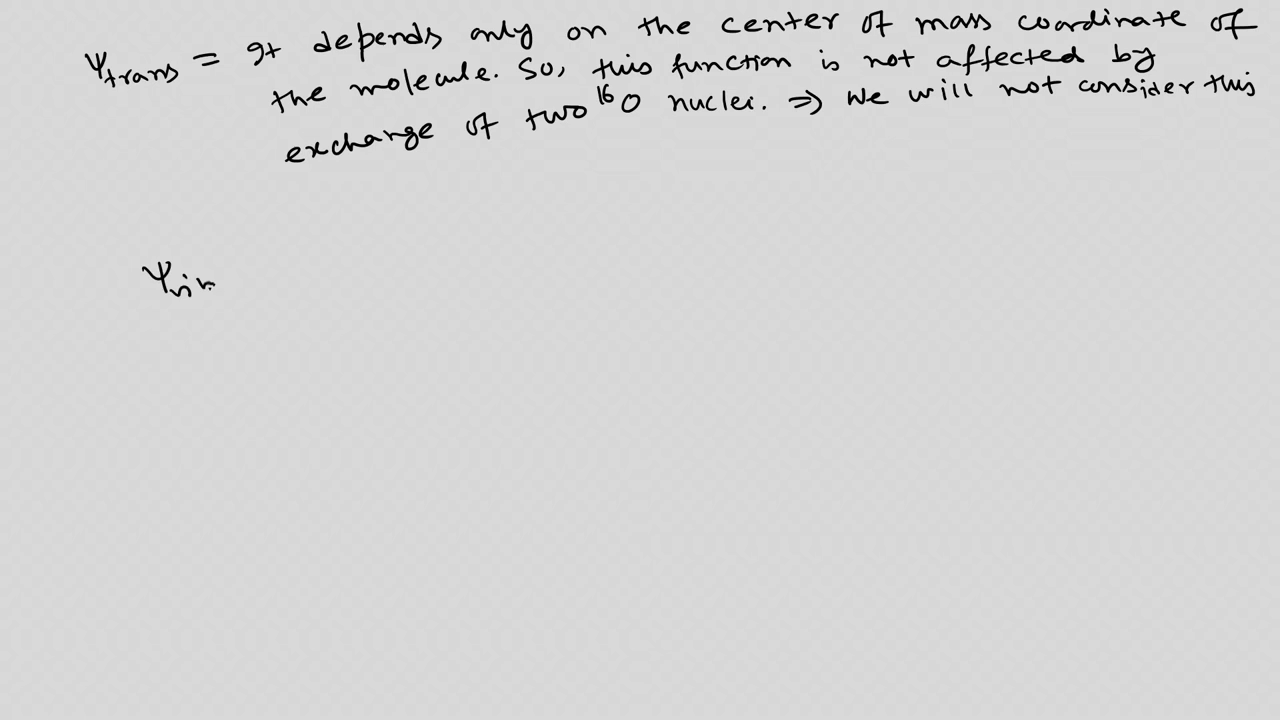 Ψtrans = It depends only on the center of mass coordinate of
the molecule. So, this function is not affected by
exchange of two ¹⁶O nuclei. ⇒ We will not consider this
Ψvib